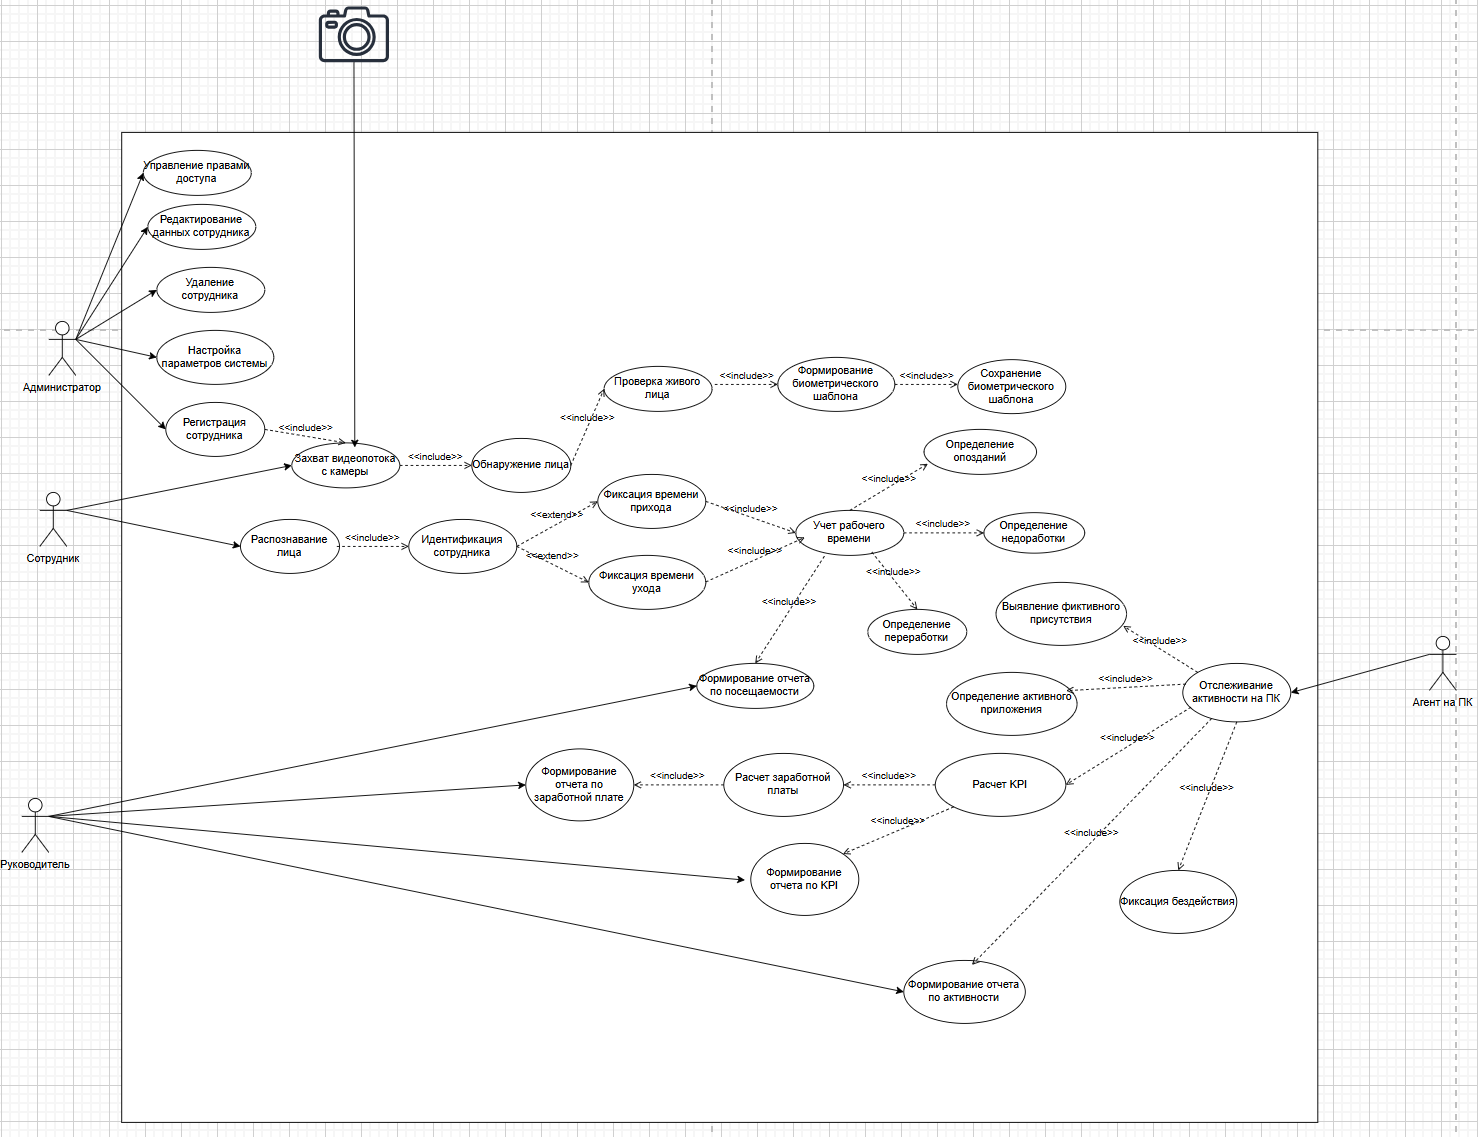 Управление правами
доступа
Редактирование
данных сотрудника
Удаление
сотрудника
Настройка
параметров системы
Администратор
Регистрация
сотрудника
<<include>>
Захват видеопотока
с камеры
<<include>>
Обнаружение лица
<<include>>
Проверка живого
лица
<<include>>
Формирование
биометрического
шаблона
<<include>>
Сохранение
биометрического
шаблона
Сотрудник
Распознавание
лица
<<include>>
Идентификация
сотрудника
<<extend>>
<<extend>>
Фиксация времени
прихода
Фиксация времени
ухода
<<include>>
<<include>>
Учет рабочего
времени
<<include>>
Определение
опозданий
<<include>>
Определение
недоработки
<<include>>
Определение
переработки
<<include>>
Формирование отчета
по посещаемости
Выявление фиктивного
присутствия
<<include>>
Определение активного
приложения
<<include>>
Отслеживание
активности на ПК
Агент на ПК
<<include>>
Расчет KPI
<<include>>
Расчет заработной
платы
<<include>>
Формирование
отчета по
заработной плате
<<include>>
Формирование
отчета по KPI
Руководитель
<<include>>
<<include>>
Фиксация бездействия
Формирование отчета
по активности